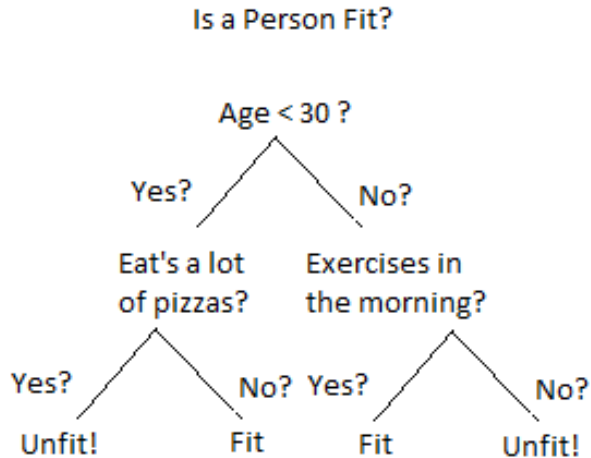 Is a Person Fit?
Age < 30 ?
Yes?
No?
Eat's a lot
of pizzas?
Exercises in
the morning?
Yes?
No?
Yes?
No?
Unfit!
Fit
Fit
Unfit!